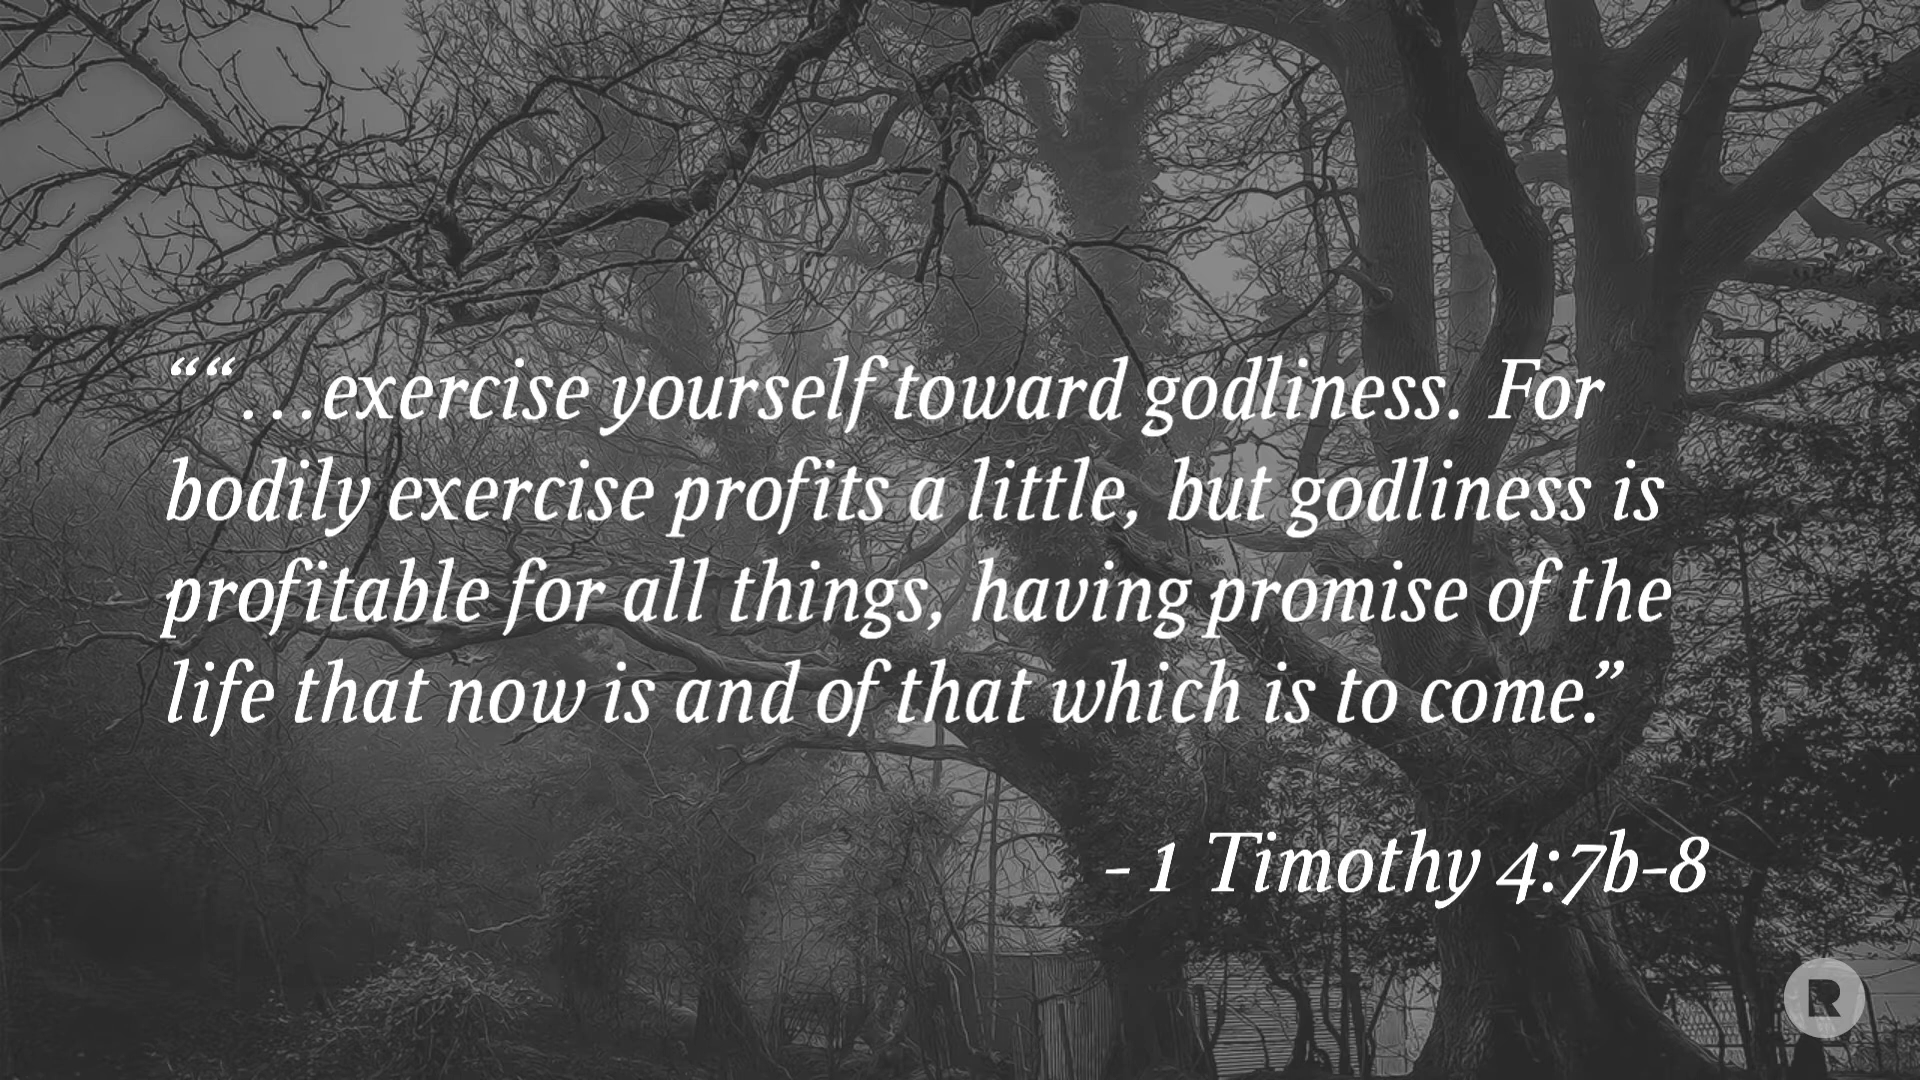 ““…exercise yourself toward godliness. For
bodily exercise profits a little, but godliness is
profitable for all things, having promise of the
life that now is and of that which is to come.”
- 1 Timothy 4:7b-8
R